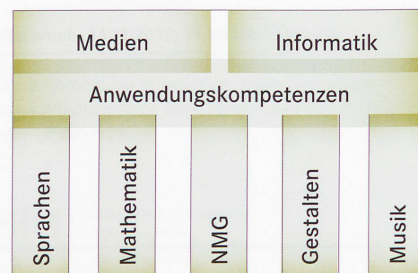 Medien
Informatik
Anwendungskompetenzen
Sprachen
Mathematik
NMG
Gestalten
Musik